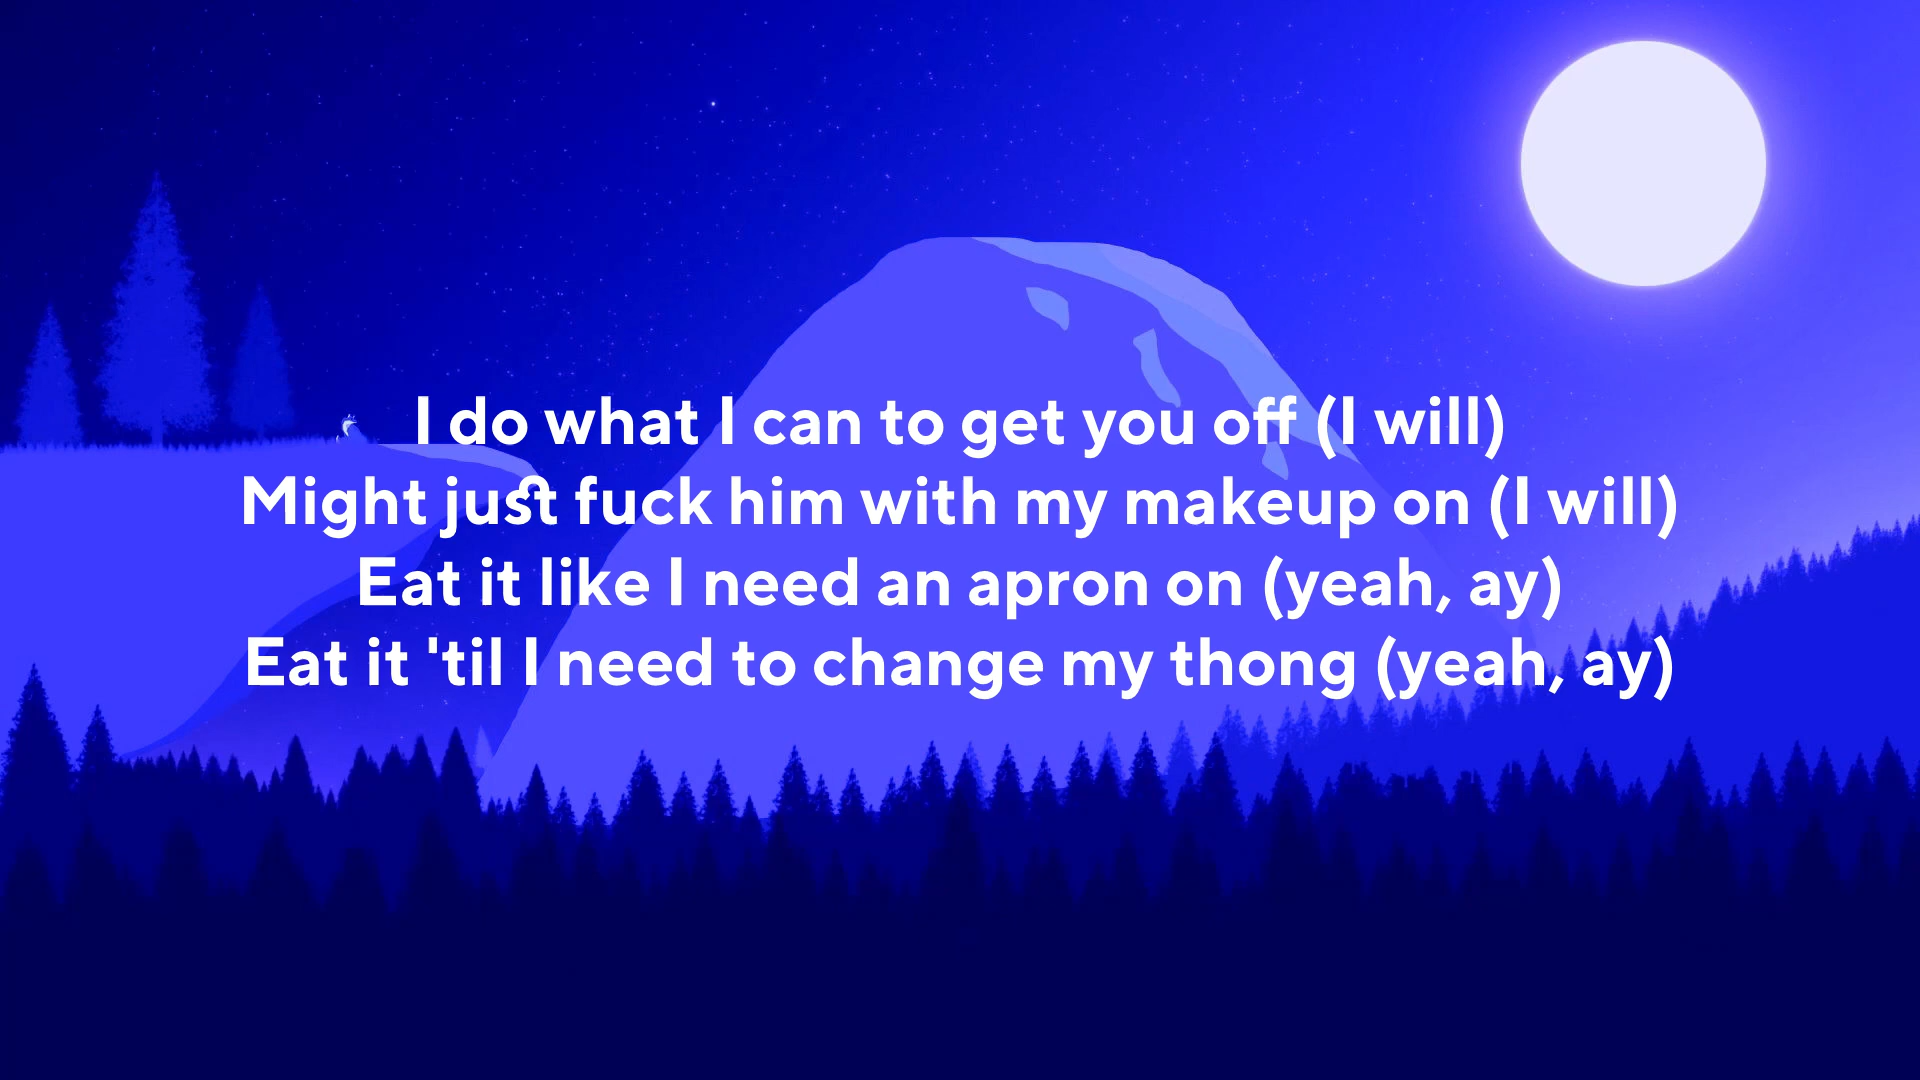 I do what I can to get you off (I will)
Might just fuck him with my makeup on (I will)
Eat it like I need an apron on (yeah, ay)
Eat it 'til I need to change my thong (yeah, ay)